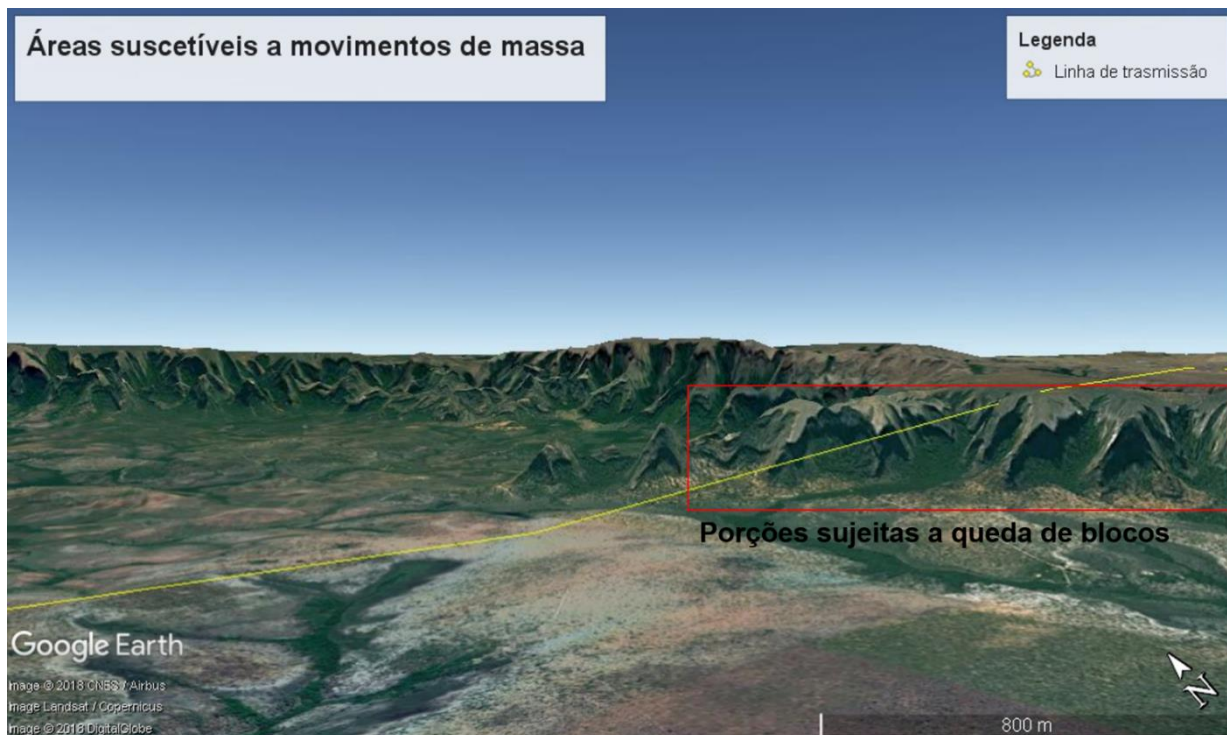 Áreas suscetíveis a movimentos de massa
Legenda
Linha de trasmissão
Porções sujeitas a queda de blocos
Google Earth
Image © 2018 CNES / Airbus
Image Landsat / Copernicus
Image © 2018 DigitalGlobe
N
800 m